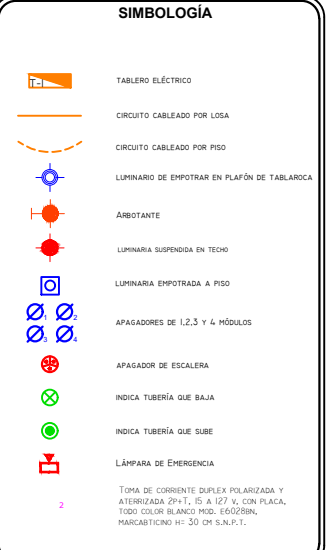 SIMBOLOGÍA
T-1
TABLERO ELÉCTRICO
CIRCUITO CABLEADO POR LOSA
CIRCUITO CABLEADO POR PISO
LUMINARIO DE EMPOTRAR EN PLAFÓN DE TABLAROCA
ARBOTANTE
LUMINARIA SUSPENDIDA EN TECHO
LUMINARIA EMPOTRADA A PISO
1 2
3 4
APAGADORES DE 1,2,3 Y 4 MÓDULOS
APAGADOR DE ESCALERA
INDICA TUBERÍA QUE BAJA
INDICA TUBERÍA QUE SUBE
LÁMPARA DE EMERGENCIA
2
TOMA DE CORRIENTE DUPLEX POLARIZADA Y
ATERRIZADA 2P+T, 15 A 127 V, CON PLACA,
TODO COLOR BLANCO MOD. E6028BN,
MARCABTICINO H= 30 CM S.N.P.T.